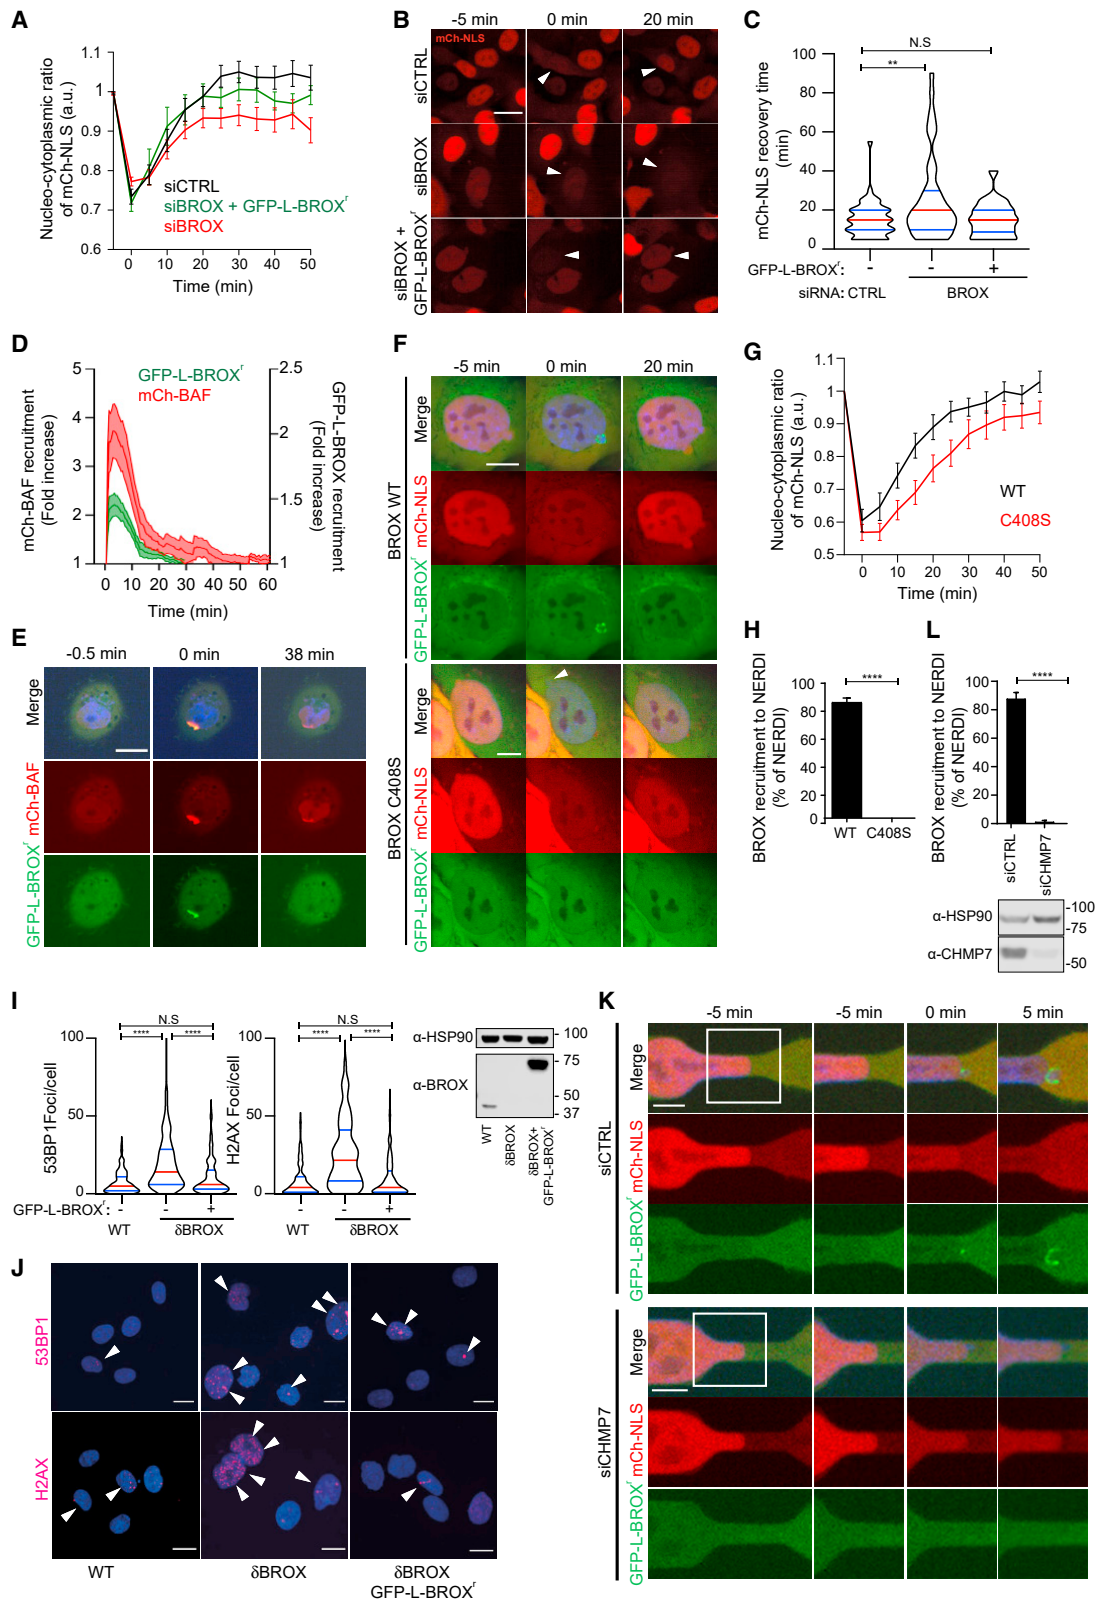 A
Nucleo-cytoplasmic ratio
of mCh-NLS (a.u.)
1.1
1
0.9
0.8
0.7
0.6
siCTRL
siBROX + GFP-L-BROXr
siBROX
0 10 20 30 40 50
Time (min)
B
-5 min 0 min 20 min
mCh-NLS
siCTRL
siBROX
siBROX +
GFP-L-BROXr
C
N.S
**
mCh-NLS recovery time
(min)
100
80
60
40
20
0
GFP-L-BROXr: - - +
siRNA: CTRL BROX
D
mCh-BAF recruitment
(Fold increase)
5
4
3
2
1
GFP-L-BROXr
mCh-BAF
2.5
2
1.5
1
GFP-L-BROX recruitment
(Fold increase)
0 10 20 30 40 50 60
Time (min)
E
-0.5 min 0 min 38 min
Merge
mCh-BAF
GFP-L-BROXr
F
-5 min 0 min 20 min
BROX WT
Merge
mCh-NLS
GFP-L-BROXr
BROX C408S
Merge
mCh-NLS
GFP-L-BROXr
G
Nucleo-cytoplasmic ratio
of mCh-NLS (a.u.)
1.1
1
0.9
0.8
0.7
0.6
0.5
WT
C408S
0 10 20 30 40 50
Time (min)
H
BROX recruitment to NERDI
(% of NERDI)
****
100
80
60
40
20
0
WT C408S
L
BROX recruitment to NERDI
(% of NERDI)
****
100
80
60
40
20
0
siCTRL
siCHMP7
α-HSP90
-100
-75
α-CHMP7
-50
I
N.S
**** ****
53BP1Foci/cell
100
50
0
N.S
**** ****
H2AX Foci/cell
100
50
0
GFP-L-BROXr: - - + - - +
WT δBROX WT δBROX
α-HSP90
- 100
α-BROX
- 75
- 50
- 37
WT
δBROX
δBROX+
GFP-L-BROXr
J
53BP1
H2AX
WT δBROX δBROX
GFP-L-BROXr
K
-5 min -5 min 0 min 5 min
siCTRL
Merge
mCh-NLS
GFP-L-BROXr
siCHMP7
Merge
mCh-NLS
GFP-L-BROXr